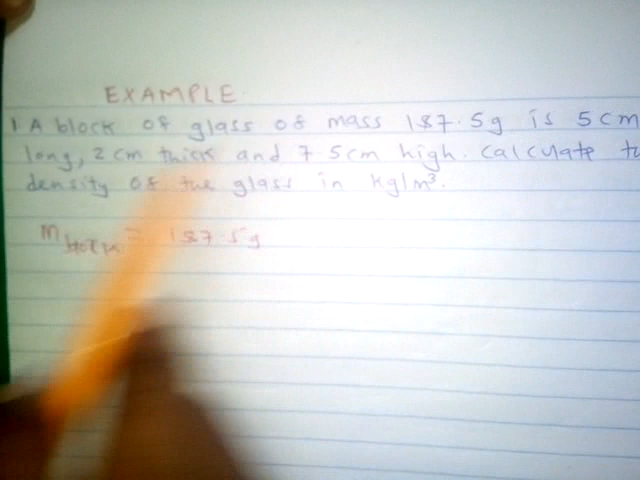 EXAMPLE
1 A block of glass of mass 187.5g is 5cm
long, 2cm thick and 7.5cm high. Calculate
density of the glass in kg/m³.
M block = 187.5g